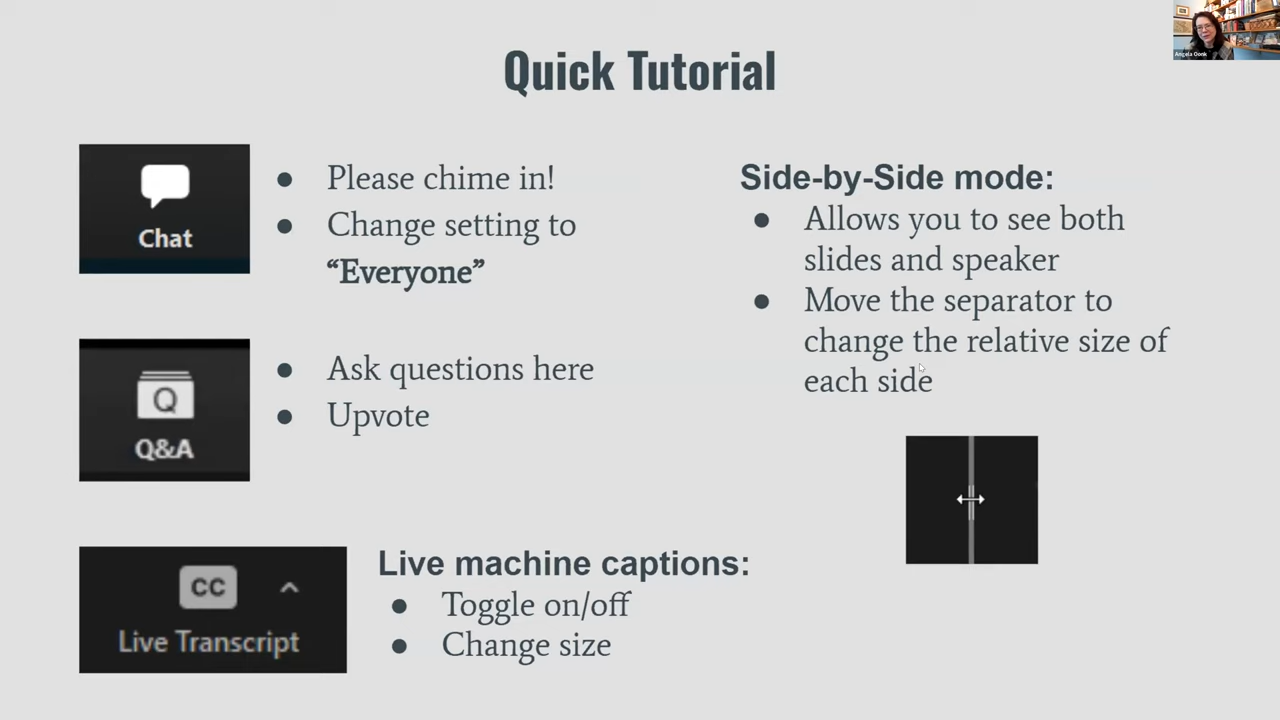 Quick Tutorial
Chat
Please chime in!
Change setting to
“Everyone”
Q
Q&A
Ask questions here
Upvote
CC
Live Transcript
Live machine captions:
Toggle on/off
Change size
Side-by-Side mode:
Allows you to see both
slides and speaker
Move the separator to
change the relative size of
each side
Angela Oonk